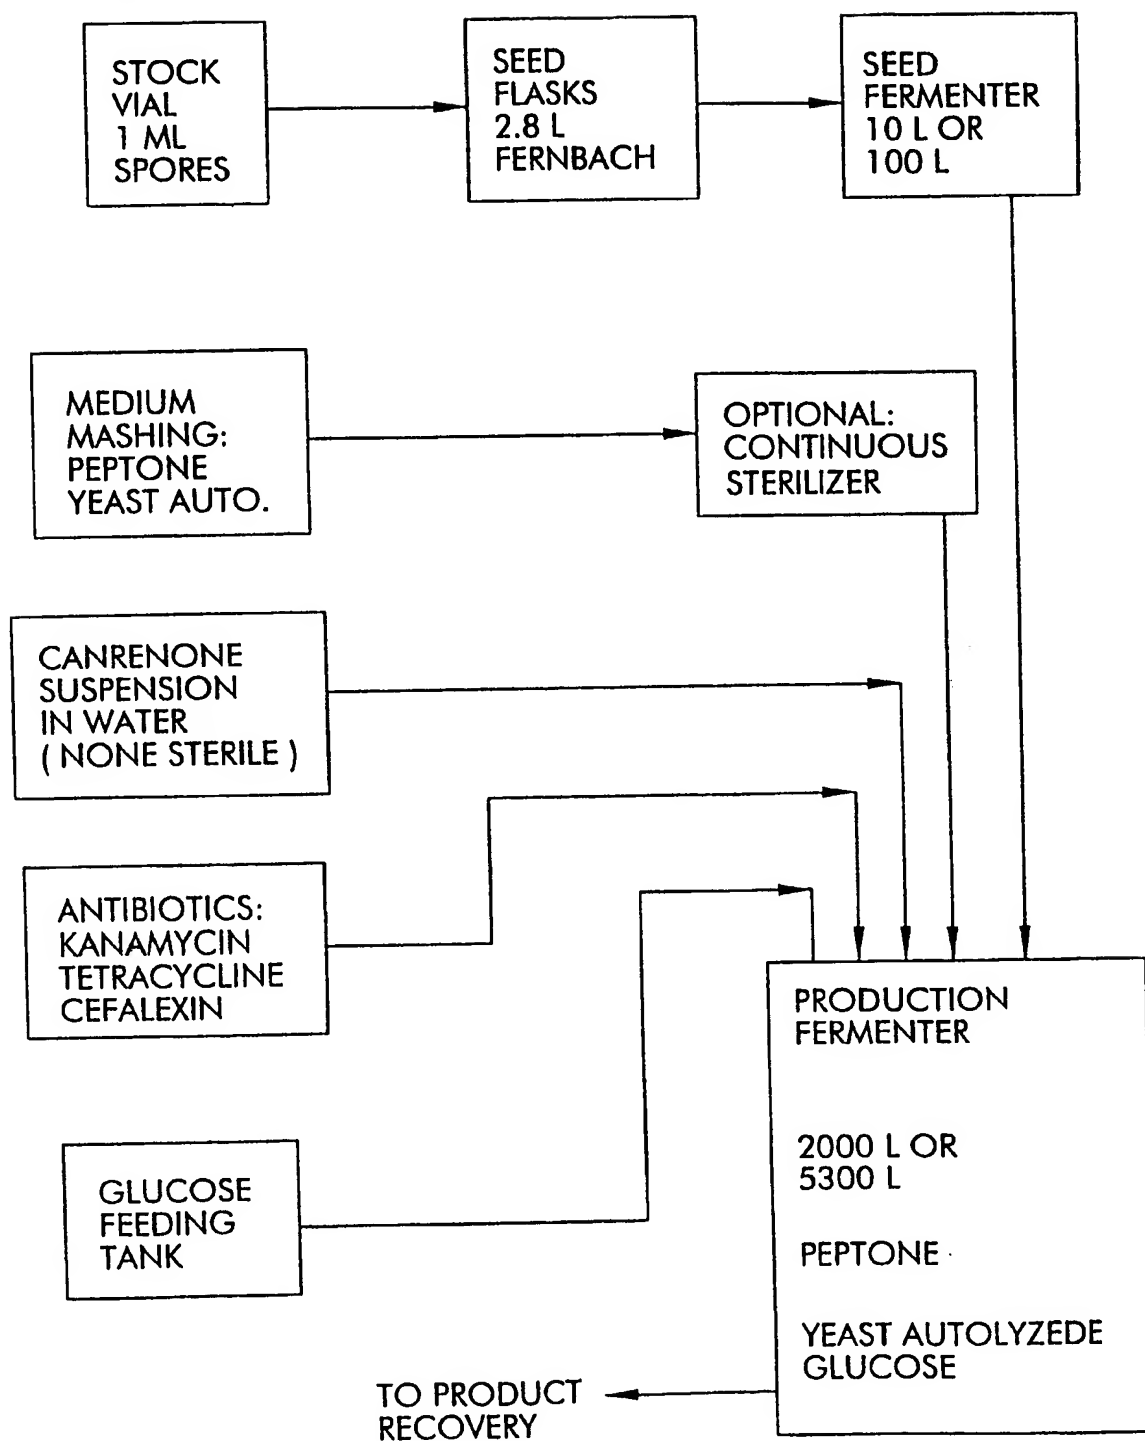 STOCK
VIAL
1 ML
SPORES
SEED
FLASKS
2.8 L
FERNBACH
SEED
FERMENTER
10 L OR
100 L
MEDIUM
MASHING:
PEPTONE
YEAST AUTO.
OPTIONAL:
CONTINUOUS
STERILIZER
CANRENONE
SUSPENSION
IN WATER
( NONE STERILE )
ANTIBIOTICS:
KANAMYCIN
TETRACYCLINE
CEFALEXIN
GLUCOSE
FEEDING
TANK
PRODUCTION
FERMENTER
2000 L OR
5300 L
PEPTONE
YEAST AUTOLYZEDE
GLUCOSE
TO PRODUCT
RECOVERY